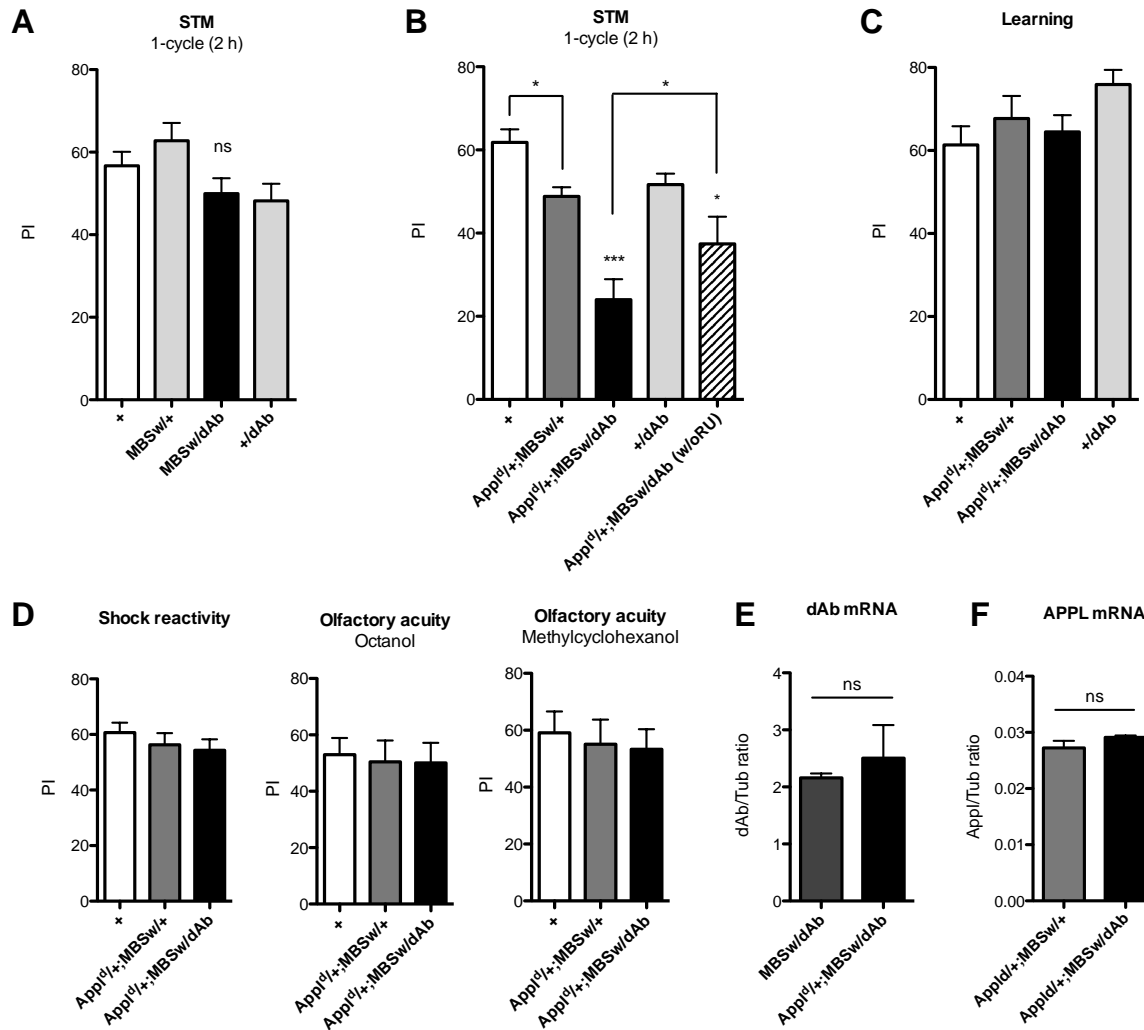 A
STM
1-cycle (2 h)
80
60
40
20
0
PI
ns
+
MBSw/+
MBSw/dAb
+/dAb
B
STM
1-cycle (2 h)
80
60
40
20
0
PI
*
*
***
*
+
Appl^d/+;MBSw/+
Appl^d/+;MBSw/dAb
+/dAb
Appl^d/+;MBSw/dAb (w/oRU)
C
Learning
80
60
40
20
0
PI
+
Appl^d/+;MBSw/+
Appl^d/+;MBSw/dAb
+/dAb
D
Shock reactivity
80
60
40
20
0
PI
+
Appl^d/+;MBSw/+
Appl^d/+;MBSw/dAb
Olfactory acuity
Octanol
80
60
40
20
0
PI
+
Appl^d/+;MBSw/+
Appl^d/+;MBSw/dAb
Olfactory acuity
Methylcyclohexanol
80
60
40
20
0
PI
+
Appl^d/+;MBSw/+
Appl^d/+;MBSw/dAb
E
dAb mRNA
4
3
2
1
0
dAb/Tub ratio
ns
MBSw/dAb
Appl^d/+;MBSw/dAb
F
APPL mRNA
0.04
0.03
0.02
0.01
0.00
Appl/Tub ratio
ns
Appld/+;MBSw/+
Appld/+;MBSw/dAb